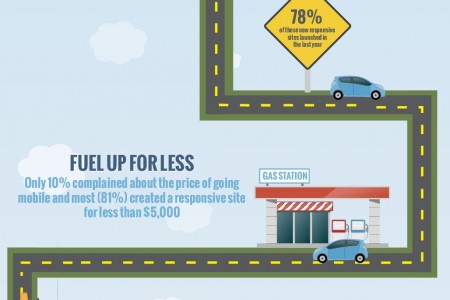 78%
of these new responsive
sites launched in
the last year
FUEL UP FOR LESS
Only 10% complained about the price of going
mobile and most (81%) created a responsive site
for less than $5,000
GAS STATION